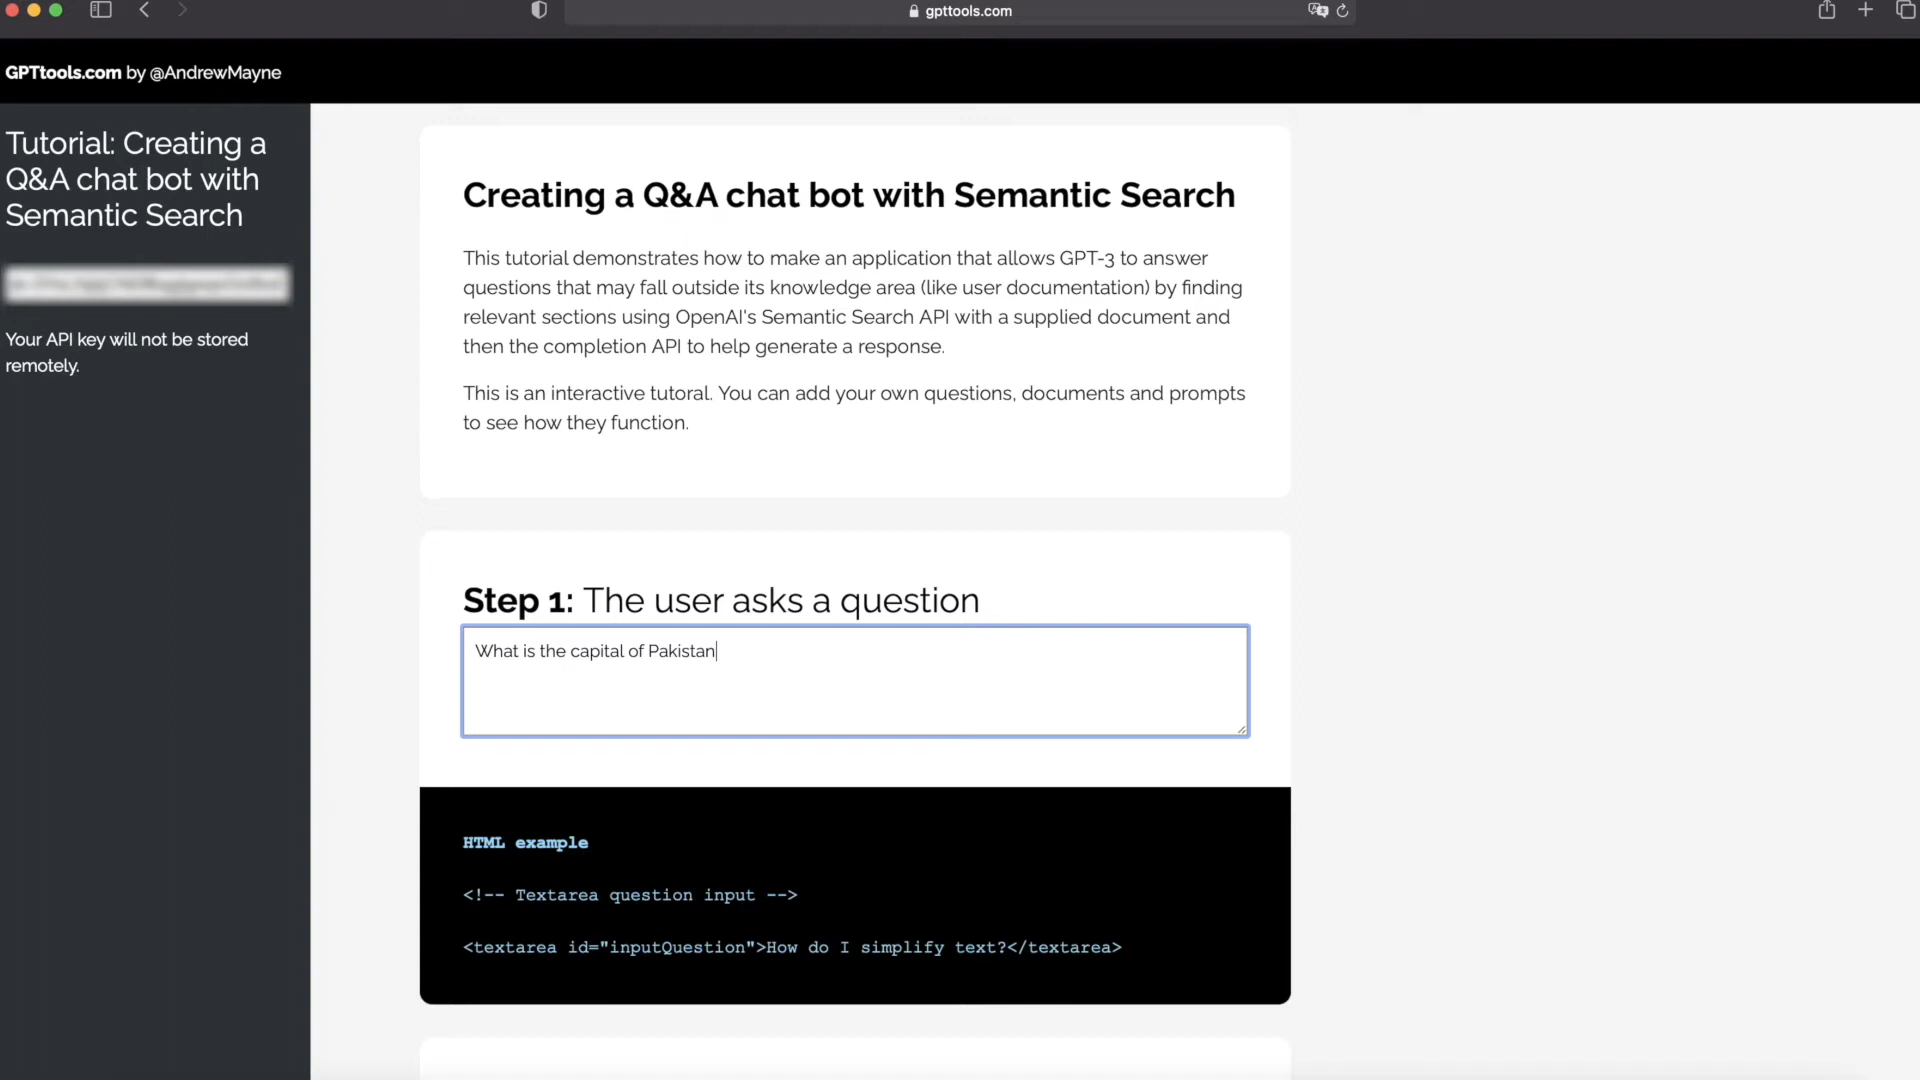 gpttools.com
GPTtools.com by @AndrewMayne
Tutorial: Creating a
Q&A chat bot with
Semantic Search
Your API key will not be stored
remotely.
Creating a Q&A chat bot with Semantic Search
This tutorial demonstrates how to make an application that allows GPT-3 to answer
questions that may fall outside its knowledge area (like user documentation) by finding
relevant sections using OpenAI's Semantic Search API with a supplied document and
then the completion API to help generate a response.
This is an interactive tutoral. You can add your own questions, documents and prompts
to see how they function.
Step 1: The user asks a question
What is the capital of Pakistan
HTML example
<!-- Textarea question input -->
<textarea id="inputQuestion">How do I simplify text?</textarea>